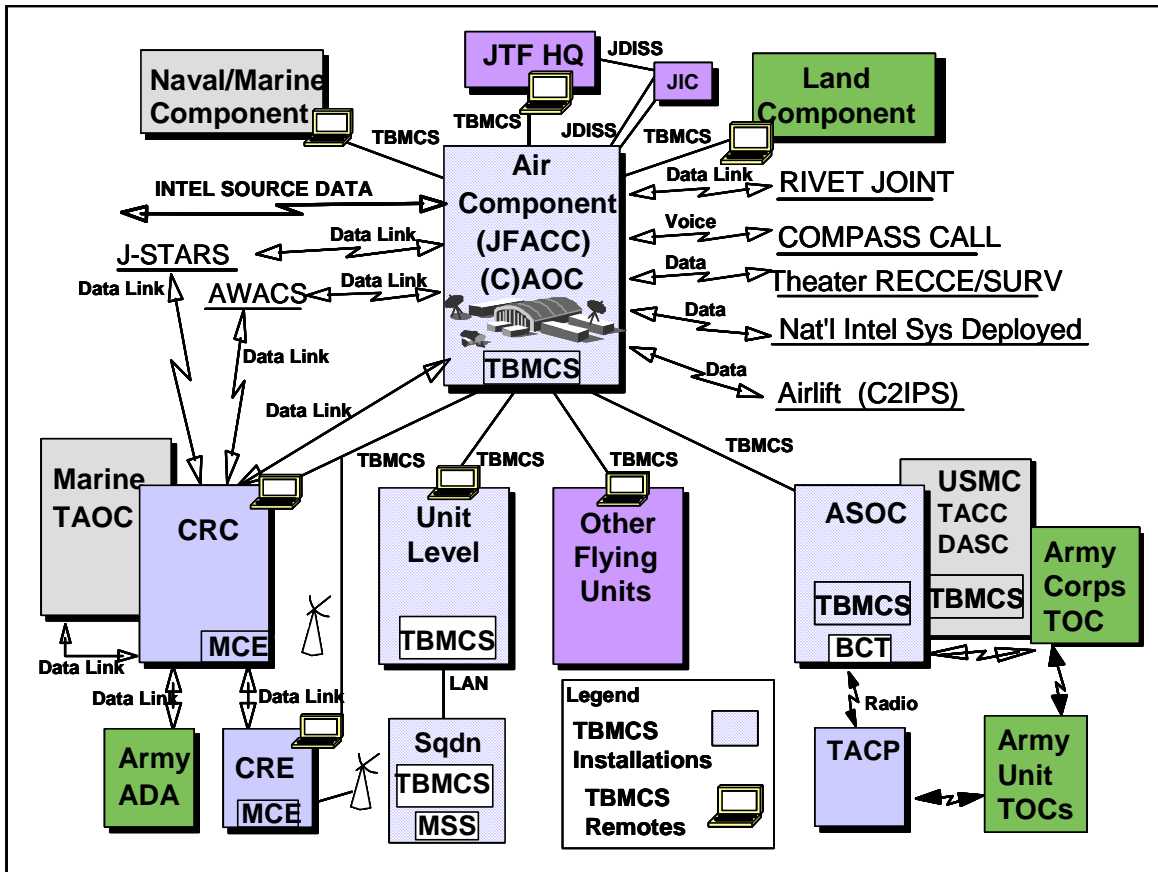 JTF HQ
JDISS
JIC
Naval/Marine
Component
Land
Component
TBMCS
TBMCS
JDISS
TBMCS
Air
Component
(JFACC)
(C)AOC
TBMCS
INTEL SOURCE DATA
J-STARS
Data Link
Data Link
AWACS
Data Link
Data Link
Data Link
Data Link
RIVET JOINT
Voice
COMPASS CALL
Data
Theater RECCE/SURV
Data
Nat'l Intel Sys Deployed
Data
Airlift (C2IPS)
TBMCS
TBMCS
TBMCS
TBMCS
Marine
TAOC
CRC
MCE
Data Link
Data Link
Data Link
Army
ADA
CRE
MCE
Unit
Level
TBMCS
LAN
Sqdn
TBMCS
MSS
Other
Flying
Units
Legend
TBMCS
Installations
TBMCS
Remotes
ASOC
TBMCS
BCT
USMC
TACC
DASC
TBMCS
Army
Corps
TOC
Radio
TACP
Army
Unit
TOCs